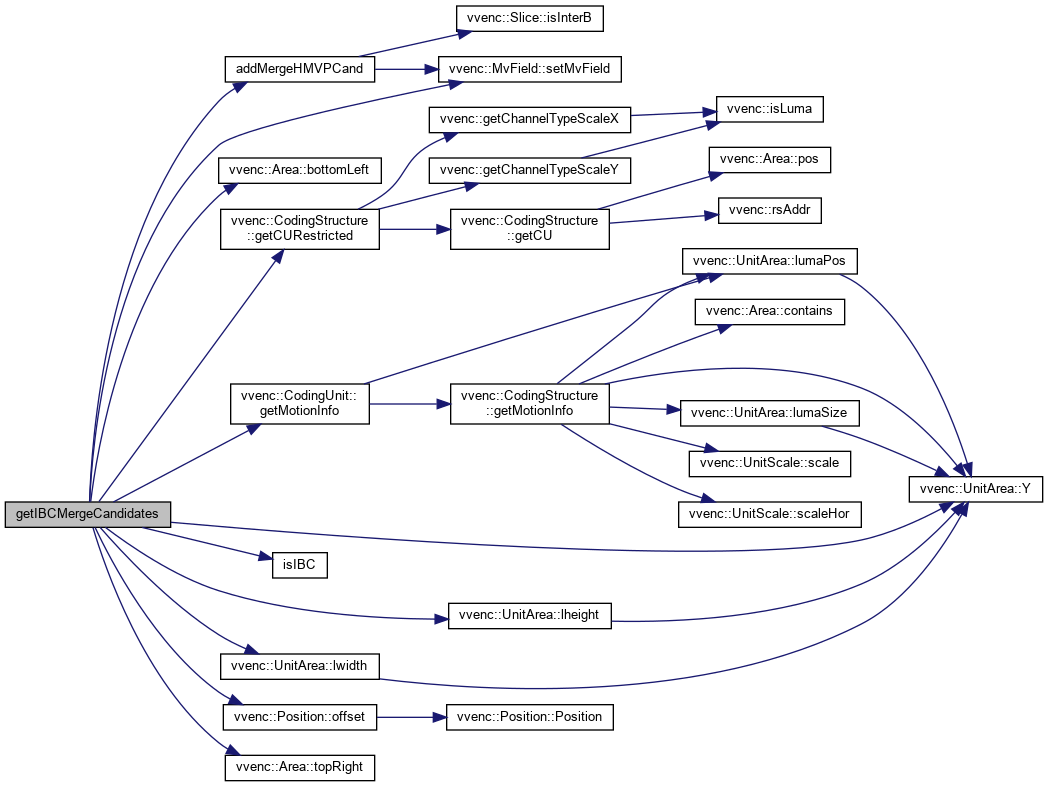 vvenc::Slice::isInterB
addMergeHMVPCand
vvenc::MvField::setMvField
vvenc::getChannelTypeScaleX
vvenc::isLuma
vvenc::Area::bottomLeft
vvenc::getChannelTypeScaleY
vvenc::Area::pos
vvenc::CodingStructure
::getCURestricted
vvenc::CodingStructure
::getCU
vvenc::rsAddr
vvenc::UnitArea::lumaPos
vvenc::Area::contains
vvenc::CodingUnit::
getMotionInfo
vvenc::CodingStructure
::getMotionInfo
vvenc::UnitArea::lumaSize
vvenc::UnitScale::scale
vvenc::UnitArea::Y
getIBCMergeCandidates
vvenc::UnitScale::scaleHor
isIBC
vvenc::UnitArea::lheight
vvenc::UnitArea::lwidth
vvenc::Position::offset
vvenc::Position::Position
vvenc::Area::topRight